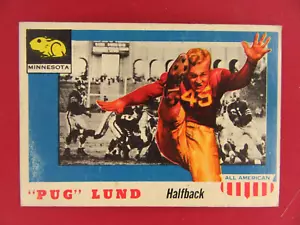 MINNESOTA
45
"PUG" LUND
Halfback
ALL AMERICAN